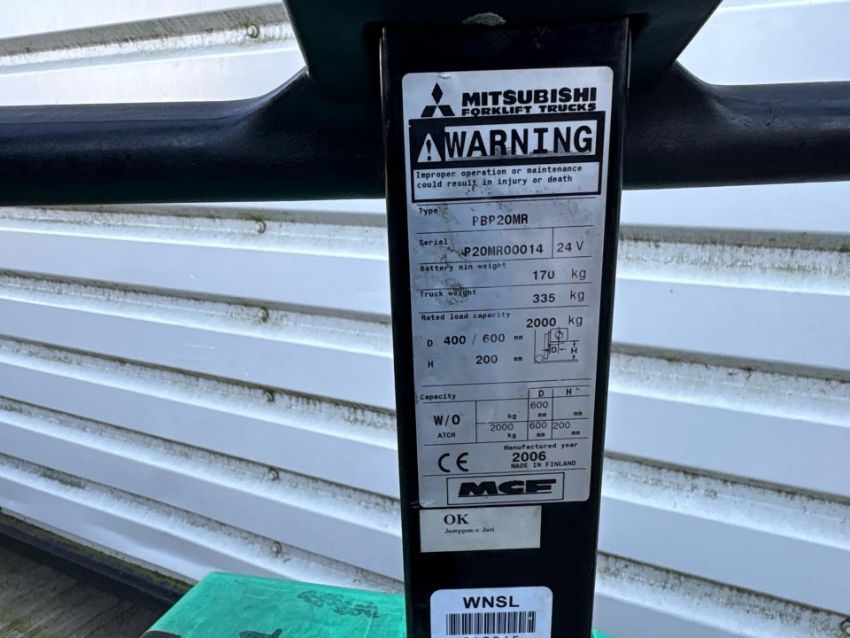 MITSUBISHI
FORKLIFT TRUCKS
WARNING
Improper operation or maintenance
could result in injury or death
Type PBP20MR
Serial P20MR00014 24 V
Battery min weight 170 kg
Truck weight 335 kg
Rated load capacity 2000 kg
D 400 / 600 mm
H 200 mm
D H
Capacity D H
W/O kg 600 mm mm
ATCH 2000 kg 600 mm 200 mm
Manufactured year
CE 2006
MADE IN FINLAND
MCF
OK
WNSL